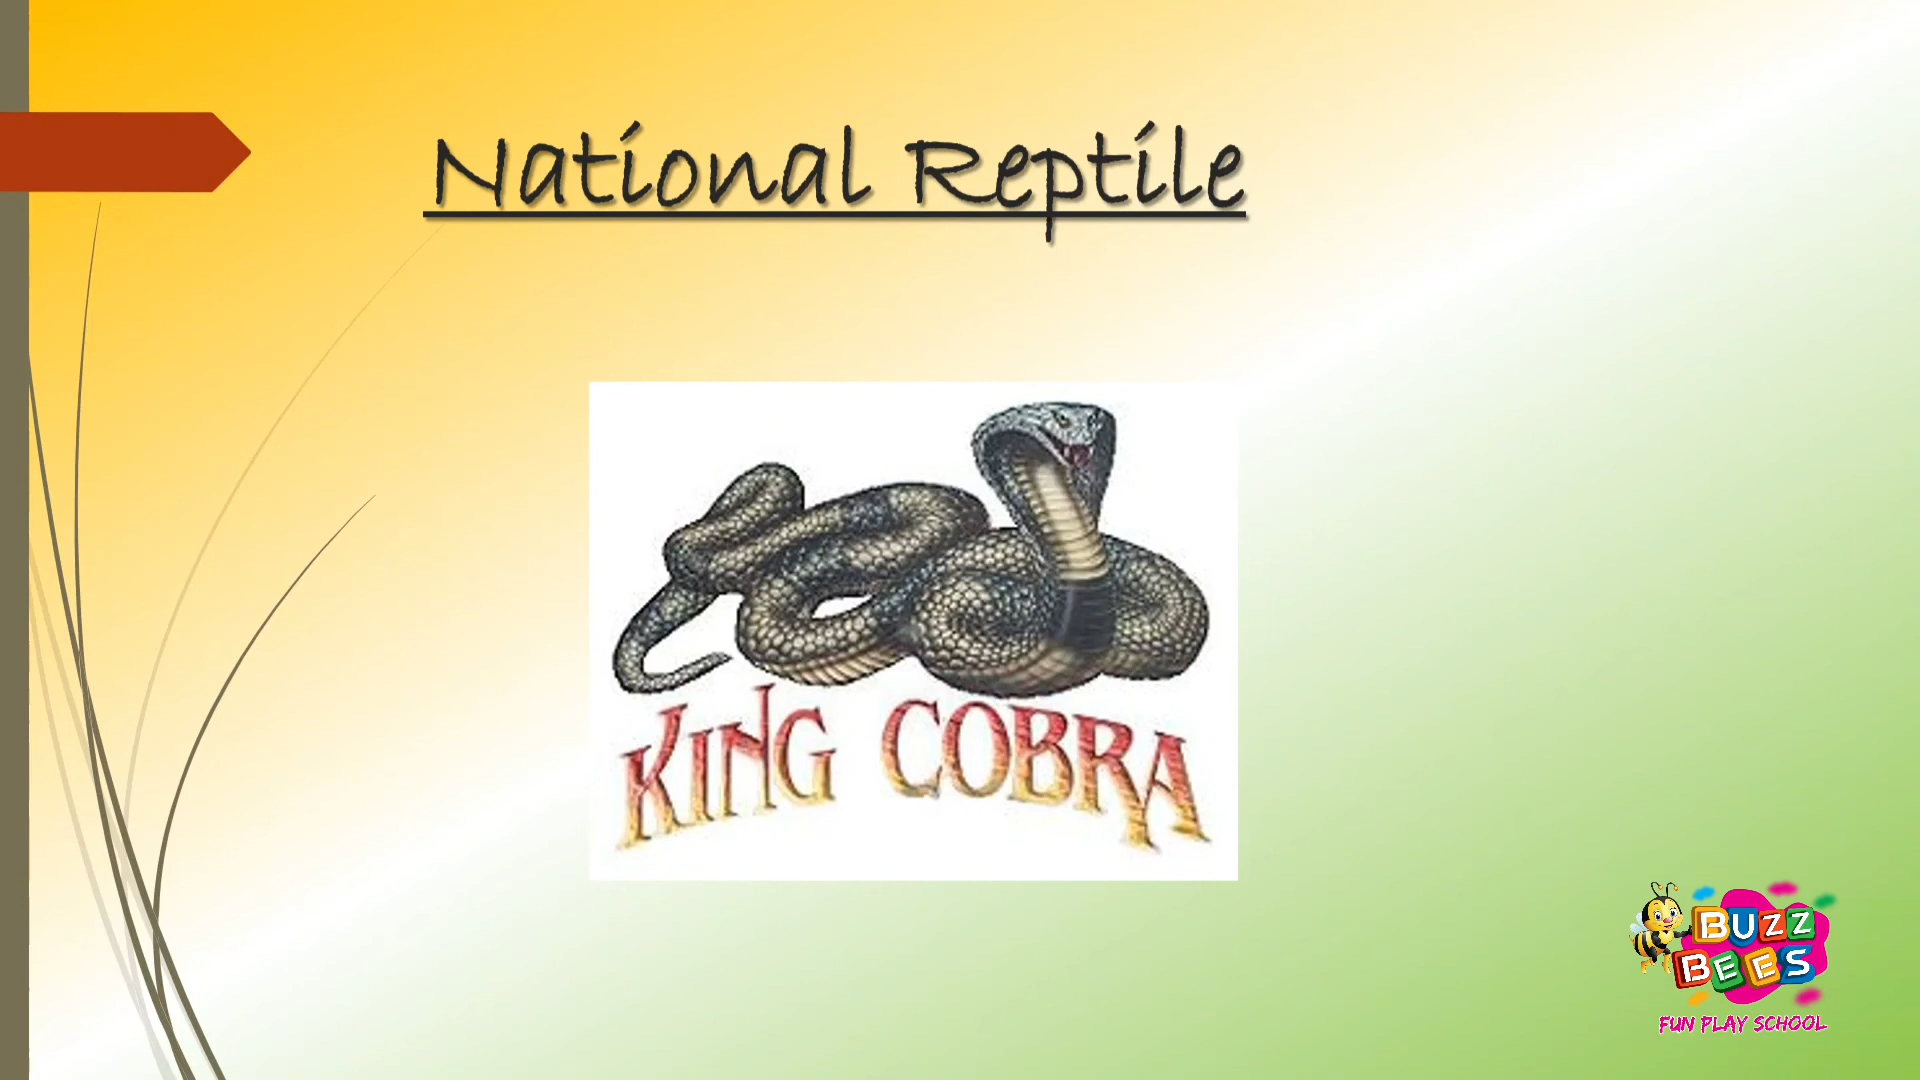 National Reptile
KING COBRA
BUZZ
BEES
FUN PLAY SCHOOL